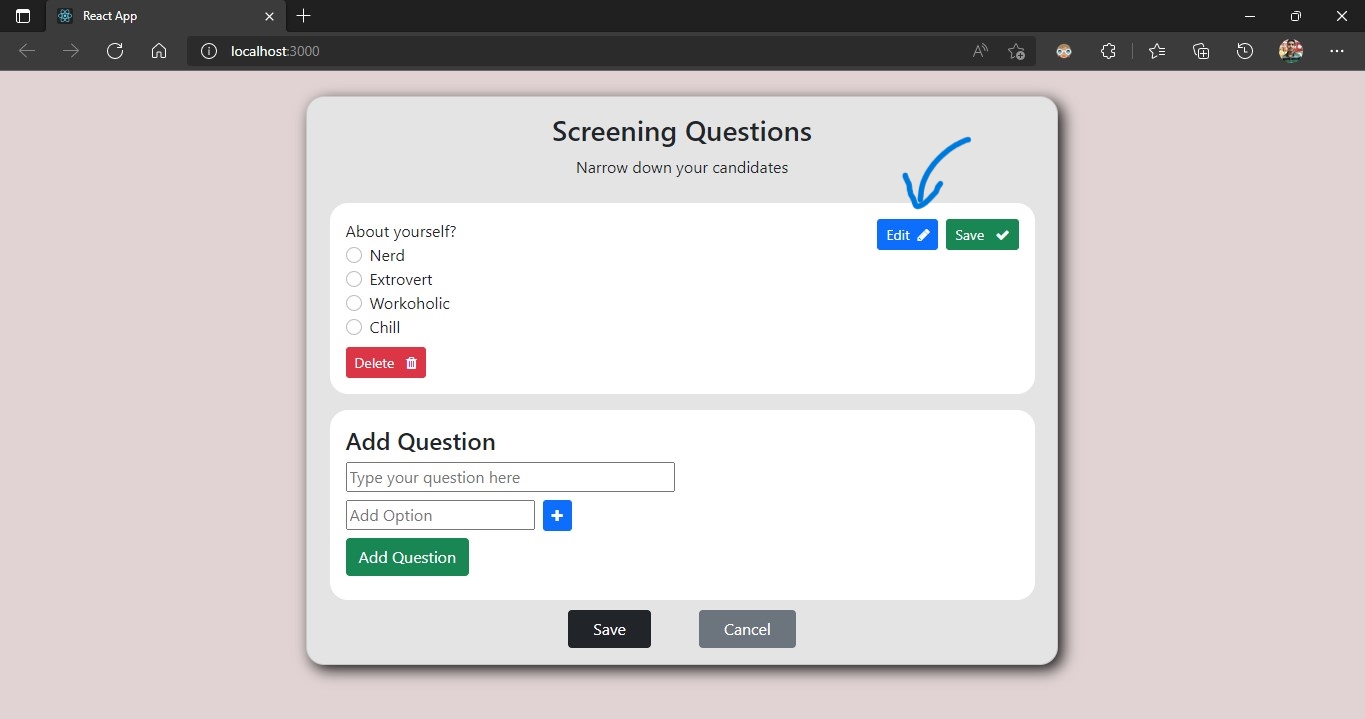 React App
localhost:3000
Screening Questions
Narrow down your candidates
About yourself?
Edit
Save
Nerd
Extrovert
Workoholic
Chill
Delete
Add Question
Type your question here
Add Option
Add Question
Save
Cancel